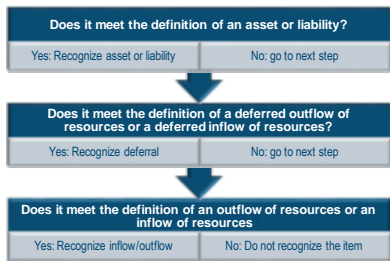 Does it meet the definition of an asset or liability?
Yes: Recognize asset or liability
No: go to next step
Does it meet the definition of a deferred outflow of
resources or a deferred inflow of resources?
Yes: Recognize deferral
No: go to next step
Does it meet the definition of an outflow of resources or an
inflow of resources
Yes: Recognize inflow/outflow
No: Do not recognize the item